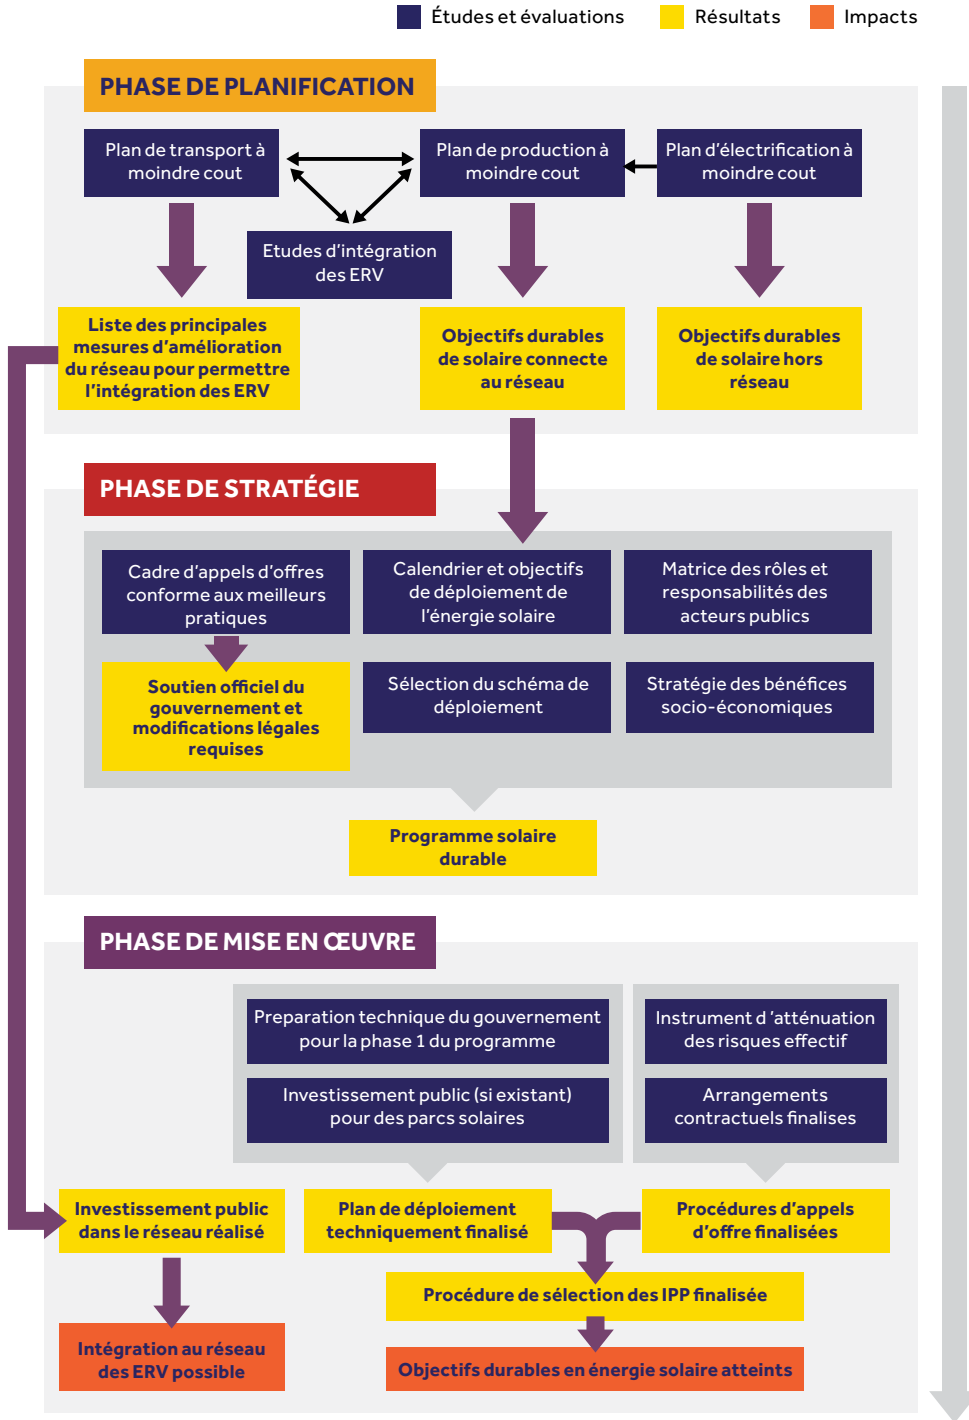 Études et évaluations
Résultats
Impacts
PHASE DE PLANIFICATION
Plan de transport à
moindre cout
Plan de production à
moindre cout
Plan d'électrification à
moindre cout
Etudes d'intégration
des ERV
Liste des principales
mesures d'amélioration
du réseau pour permettre
l'intégration des ERV
Objectifs durables
de solaire connecte
au réseau
Objectifs durables
de solaire hors
réseau
PHASE DE STRATÉGIE
Cadre d'appels d'offres
conforme aux meilleurs
pratiques
Calendrier et objectifs
de déploiement de
l'énergie solaire
Matrice des rôles et
responsabilités des
acteurs publics
Soutien officiel du
gouvernement et
modifications légales
requises
Sélection du schéma de
déploiement
Stratégie des bénéfices
socio-économiques
Programme solaire
durable
PHASE DE MISE EN ŒUVRE
Preparation technique du gouvernement
pour la phase 1 du programme
Investissement public (si existant)
pour des parcs solaires
Instrument d'atténuation
des risques effectif
Arrangements
contractuels finalises
Investissement public
dans le réseau réalisé
Plan de déploiement
techniquement finalisé
Procédures d'appels
d'offre finalisées
Procédure de sélection des IPP finalisée
Intégration au réseau
des ERV possible
Objectifs durables en énergie solaire atteints